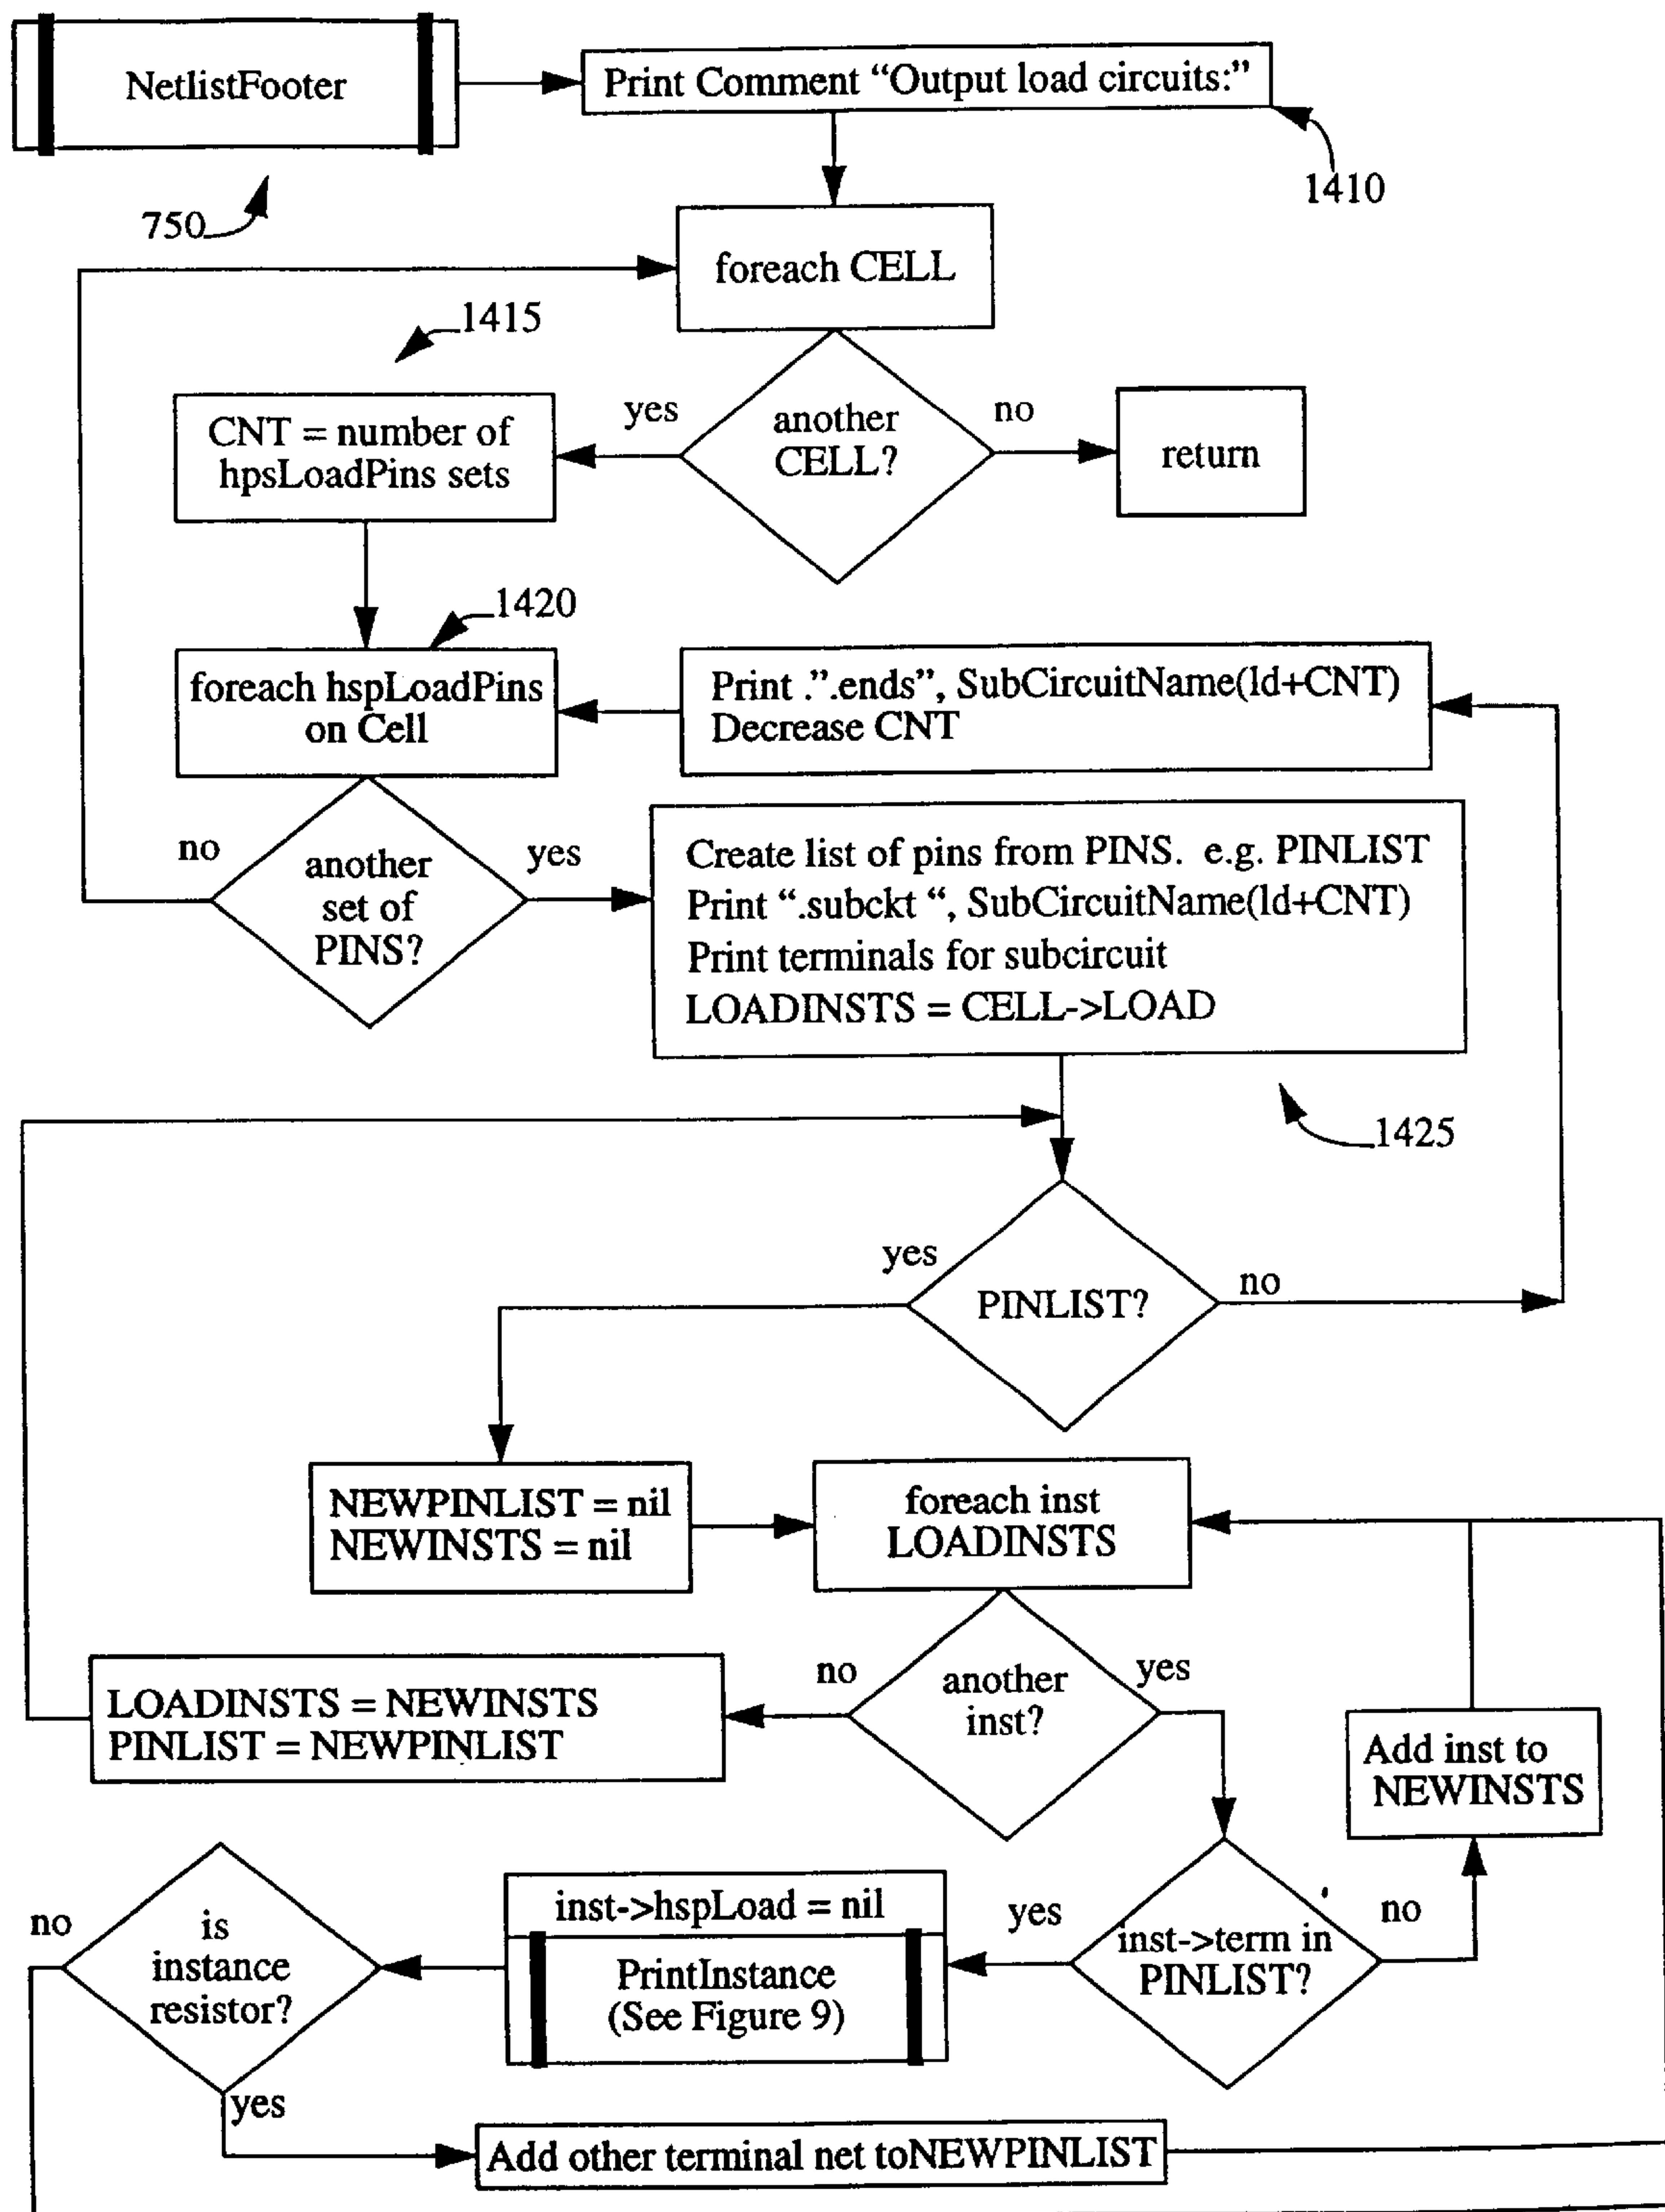 NetlistFooter
Print Comment “Output load circuits:”
1410
750
foreach CELL
1415
CNT = number of
hpsLoadPins sets
yes
another
CELL?
no
return
1420
foreach hspLoadPins
on Cell
Print .”.ends”, SubCircuitName(ld+CNT)
Decrease CNT
no
another
set of
PINS?
yes
Create list of pins from PINS. e.g. PINLIST
Print “.subckt “, SubCircuitName(ld+CNT)
Print terminals for subcircuit
LOADINSTS = CELL->LOAD
1425
yes
PINLIST?
no
NEWPINLIST = nil
NEWINSTS = nil
foreach inst
LOADINSTS
LOADINSTS = NEWINSTS
PINLIST = NEWPINLIST
no
another
inst?
yes
Add inst to
NEWINSTS
no
is
instance
resistor?
yes
inst->hspLoad = nil
PrintInstance
(See Figure 9)
yes
inst->term in
PINLIST?
no
Add other terminal net toNEWPINLIST